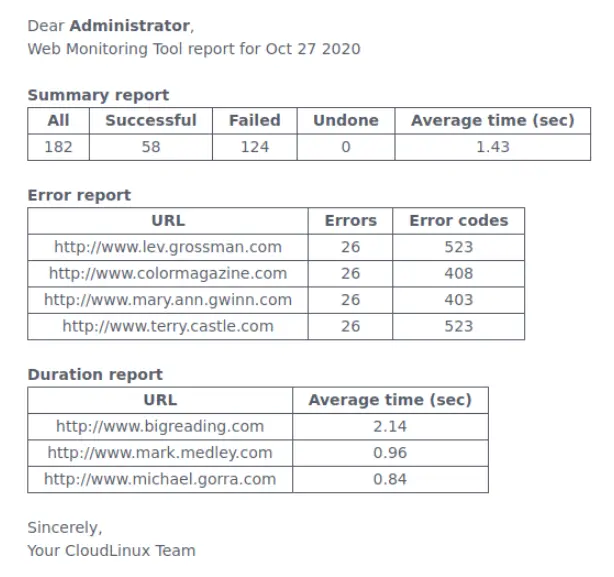 Dear Administrator,
Web Monitoring Tool report for Oct 27 2020
Summary report
All Successful Failed Undone Average time (sec)
182 58 124 0 1.43
Error report
URL Errors Error codes
http://www.lev.grossman.com 26 523
http://www.colormagazine.com 26 408
http://www.mary.ann.gwinn.com 26 403
http://www.terry.castle.com 26 523
Duration report
URL Average time (sec)
http://www.bigreading.com 2.14
http://www.mark.medley.com 0.96
http://www.michael.gorra.com 0.84
Sincerely,
Your CloudLinux Team